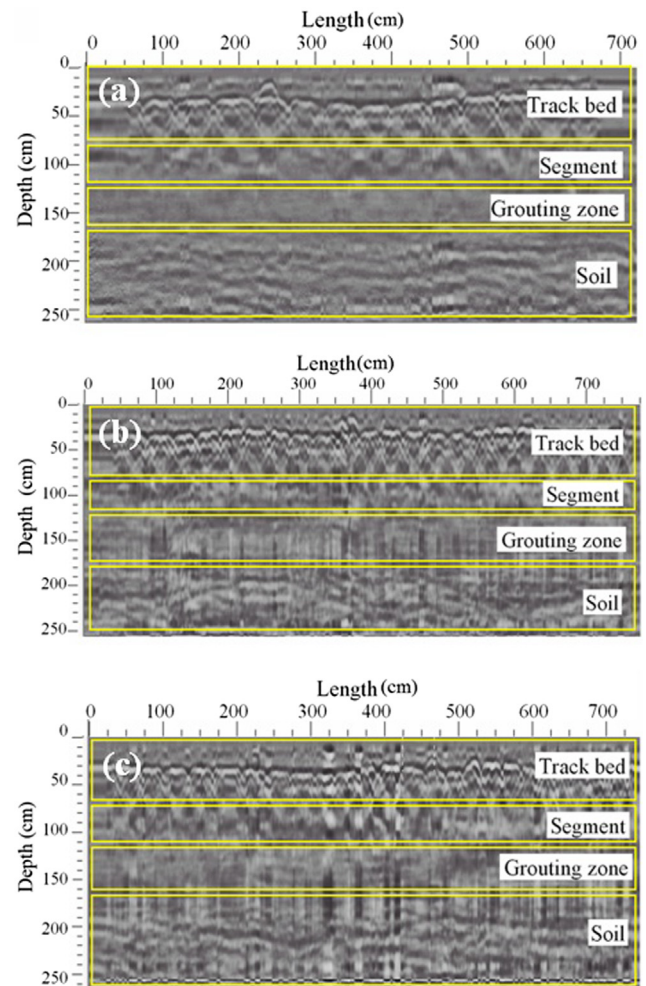 Length (cm)
0 100 200 300 400 500 600 700
(a)
Depth (cm)
0
50
100
150
200
250
Track bed
Segment
Grouting zone
Soil
Length(cm)
0 100 200 300 400 500 600 700
(b)
Depth (cm)
0
50
100
150
200
250
Track bed
Segment
Grouting zone
Soil
Length (cm)
0 100 200 300 400 500 600 700
(c)
Depth (cm)
0
50
100
150
200
250
Track bed
Segment
Grouting zone
Soil